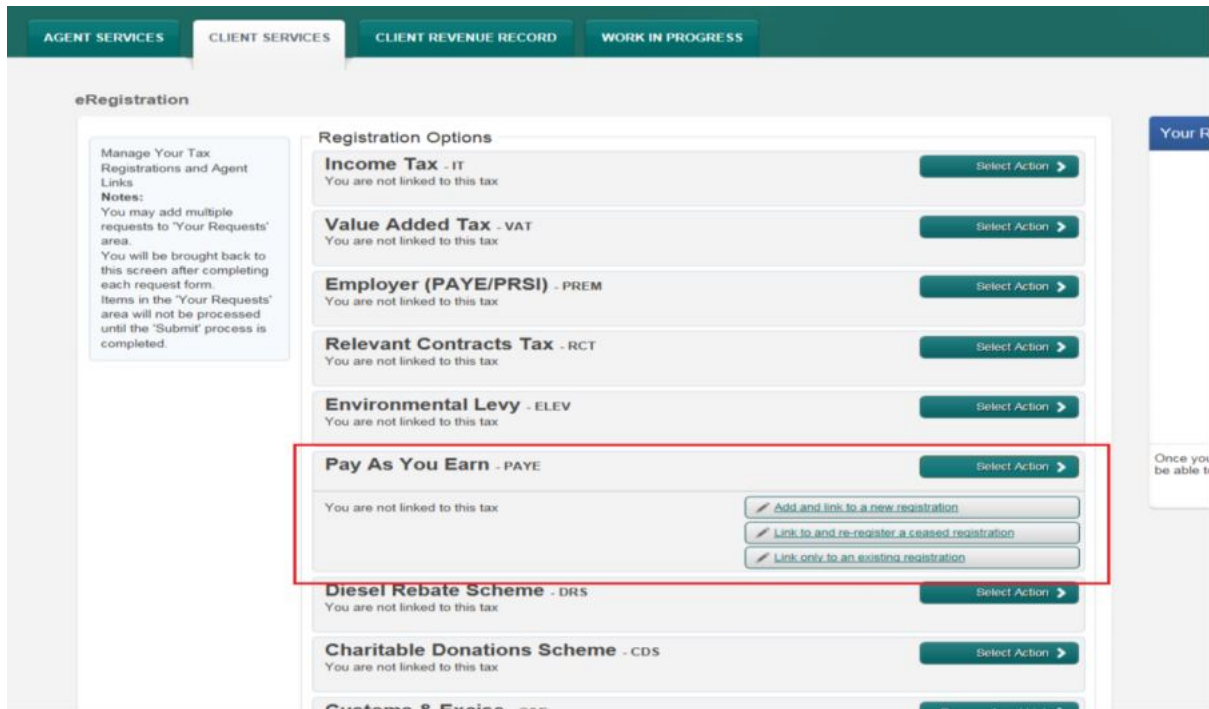 AGENT SERVICES
CLIENT SERVICES
CLIENT REVENUE RECORD
WORK IN PROGRESS
eRegistration
Manage Your Tax
Registrations and Agent
Links
Notes:
You may add multiple
requests to 'Your Requests'
area.
You will be brought back to
this screen after completing
each request form.
Items in the 'Your Requests'
area will not be processed
until the 'Submit' process is
completed.
Registration Options
Income Tax - IT
Select Action
You are not linked to this tax
Value Added Tax - VAT
Select Action
You are not linked to this tax
Employer (PAYE/PRSI) - PREM
Select Action
You are not linked to this tax
Relevant Contracts Tax - RCT
Select Action
You are not linked to this tax
Environmental Levy - ELEV
Select Action
You are not linked to this tax
Pay As You Earn - PAYE
Select Action
You are not linked to this tax
Add and link to a new registration
Link to and re-register a ceased registration
Link only to an existing registration
Diesel Rebate Scheme - DRS
Select Action
You are not linked to this tax
Charitable Donations Scheme - CDS
Select Action
You are not linked to this tax
Customs & Excise
Your R
Once you
be able